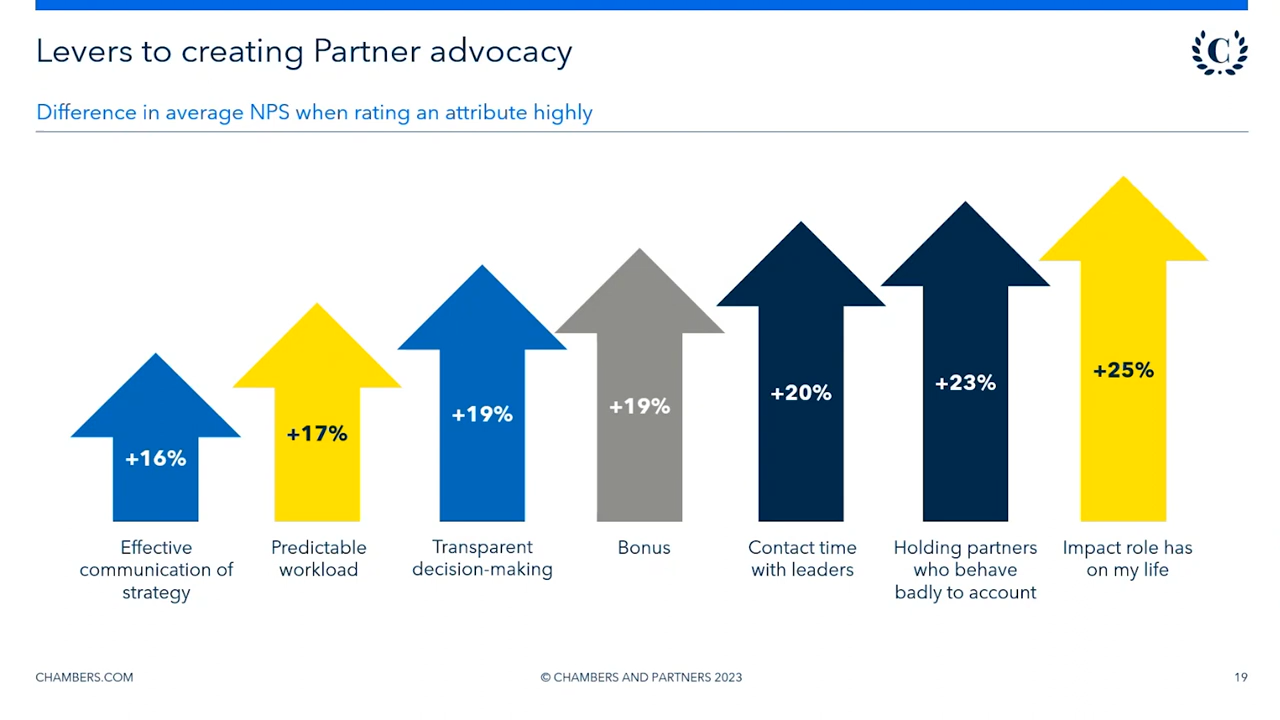 Levers to creating Partner advocacy
C
Difference in average NPS when rating an attribute highly
+16%
+17%
+19%
+19%
+20%
+23%
+25%
Effective
communication of
strategy
Predictable
workload
Transparent
decision-making
Bonus
Contact time
with leaders
Holding partners
who behave
badly to account
Impact role has
on my life
CHAMBERS.COM
© CHAMBERS AND PARTNERS 2023
19